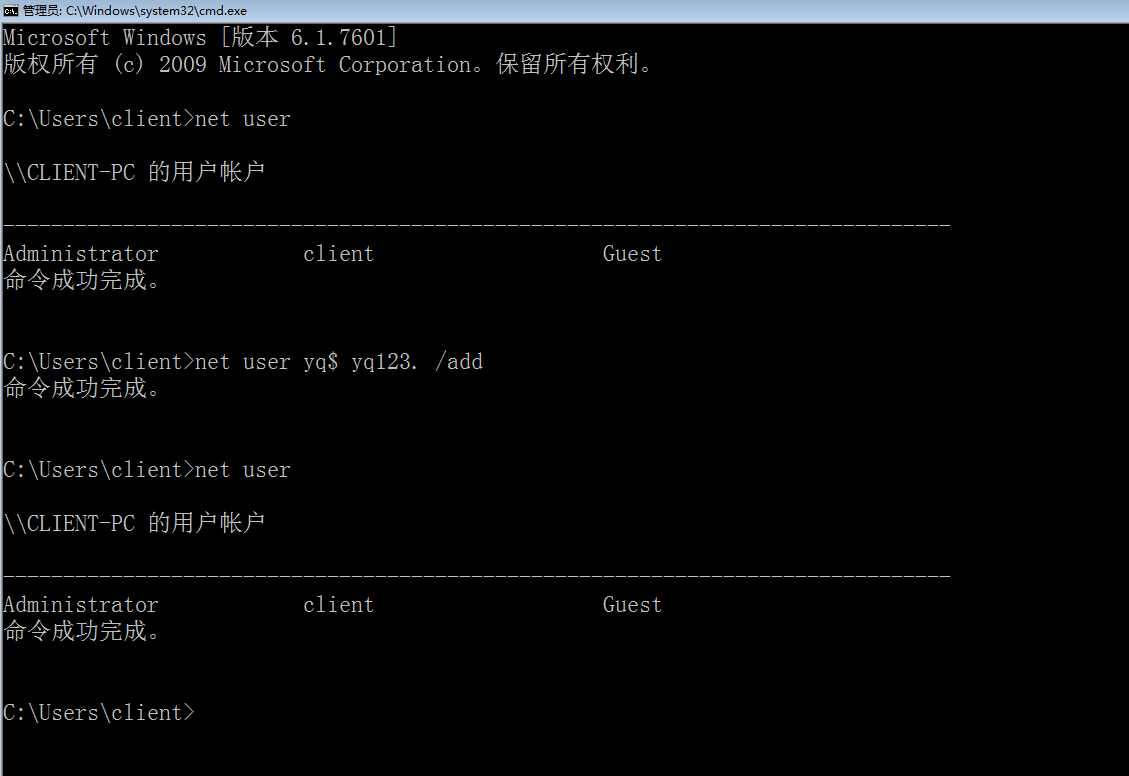 管理员: C:\Windows\system32\cmd.exe
Microsoft Windows [版本 6.1.7601]
版权所有 (c) 2009 Microsoft Corporation。保留所有权利。
C:\Users\client>net user
\\CLIENT-PC 的用户帐户
-------------------------------------------------------------------------------
Administrator            client                   Guest
命令成功完成。
C:\Users\client>net user yq$ yq123. /add
命令成功完成。
C:\Users\client>net user
\\CLIENT-PC 的用户帐户
-------------------------------------------------------------------------------
Administrator            client                   Guest
命令成功完成。
C:\Users\client>